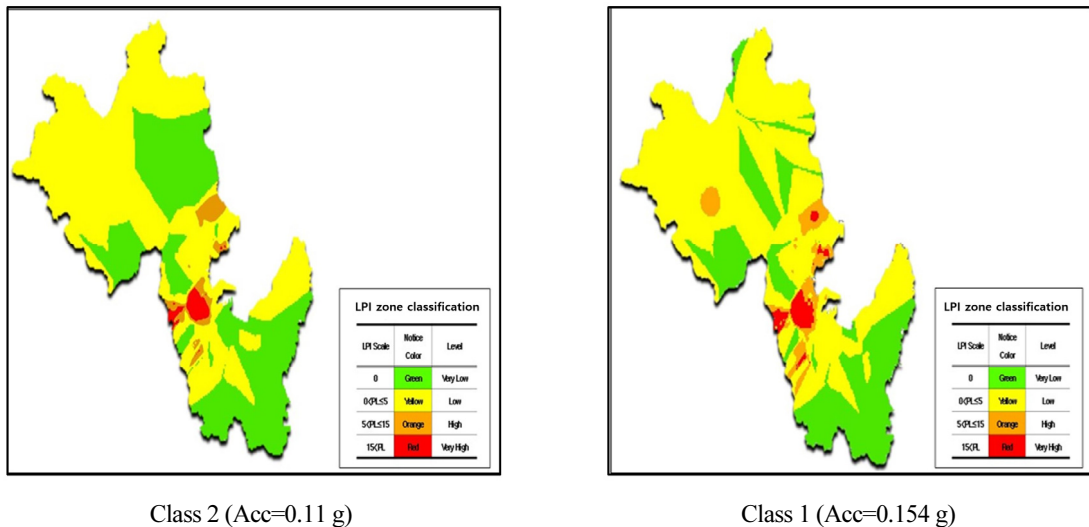 LPI zone classification
LPI Scale Notice Color Level
0 Green Very Low
0<PL≤5 Yellow Low
5<PL≤15 Orange High
15<PL Red Very High
LPI zone classification
LPI Scale Notice Color Level
0 Green Very Low
0<PL≤5 Yellow Low
5<PL≤15 Orange High
15<PL Red Very High
Class 2 (Acc=0.11 g)
Class 1 (Acc=0.154 g)